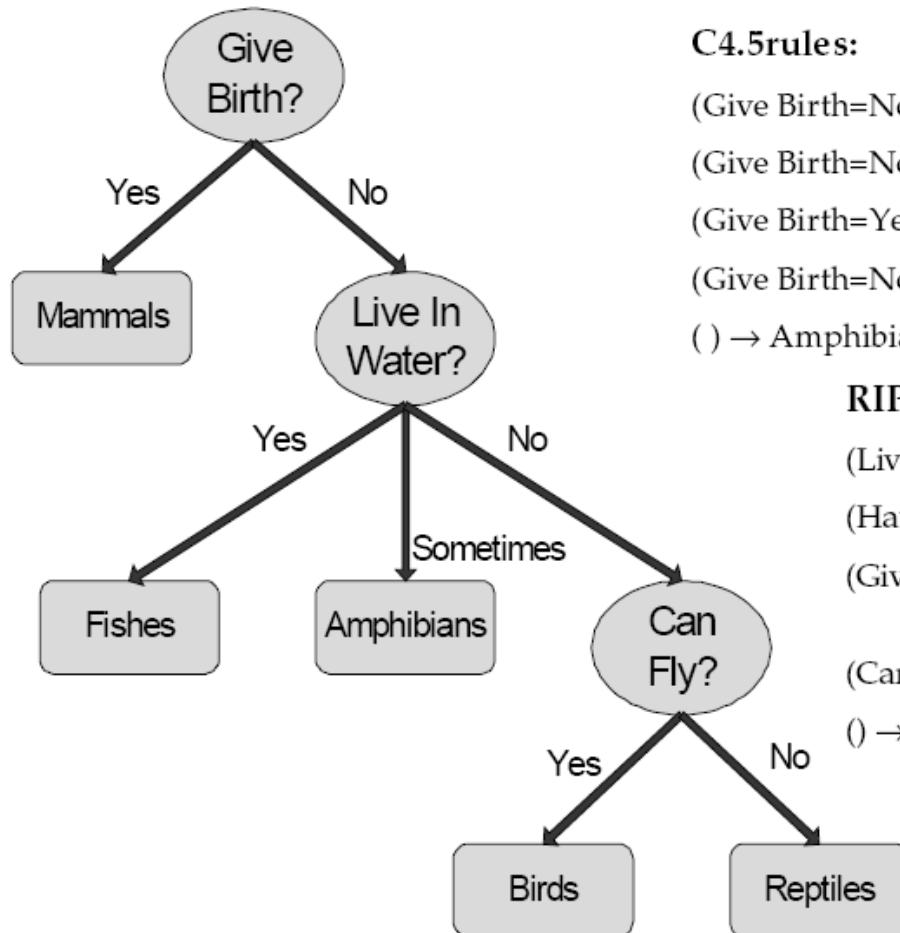 Give
Birth?
Yes
No
Mammals
Live In
Water?
Yes
Sometimes
No
Fishes
Amphibians
Can
Fly?
Yes
No
Birds
Reptiles
C4.5rules:
(Give Birth=No
(Give Birth=No
(Give Birth=Ye
(Give Birth=No
( ) → Amphibia
RIP
(Liv
(Hav
(Giv
(Can
() →